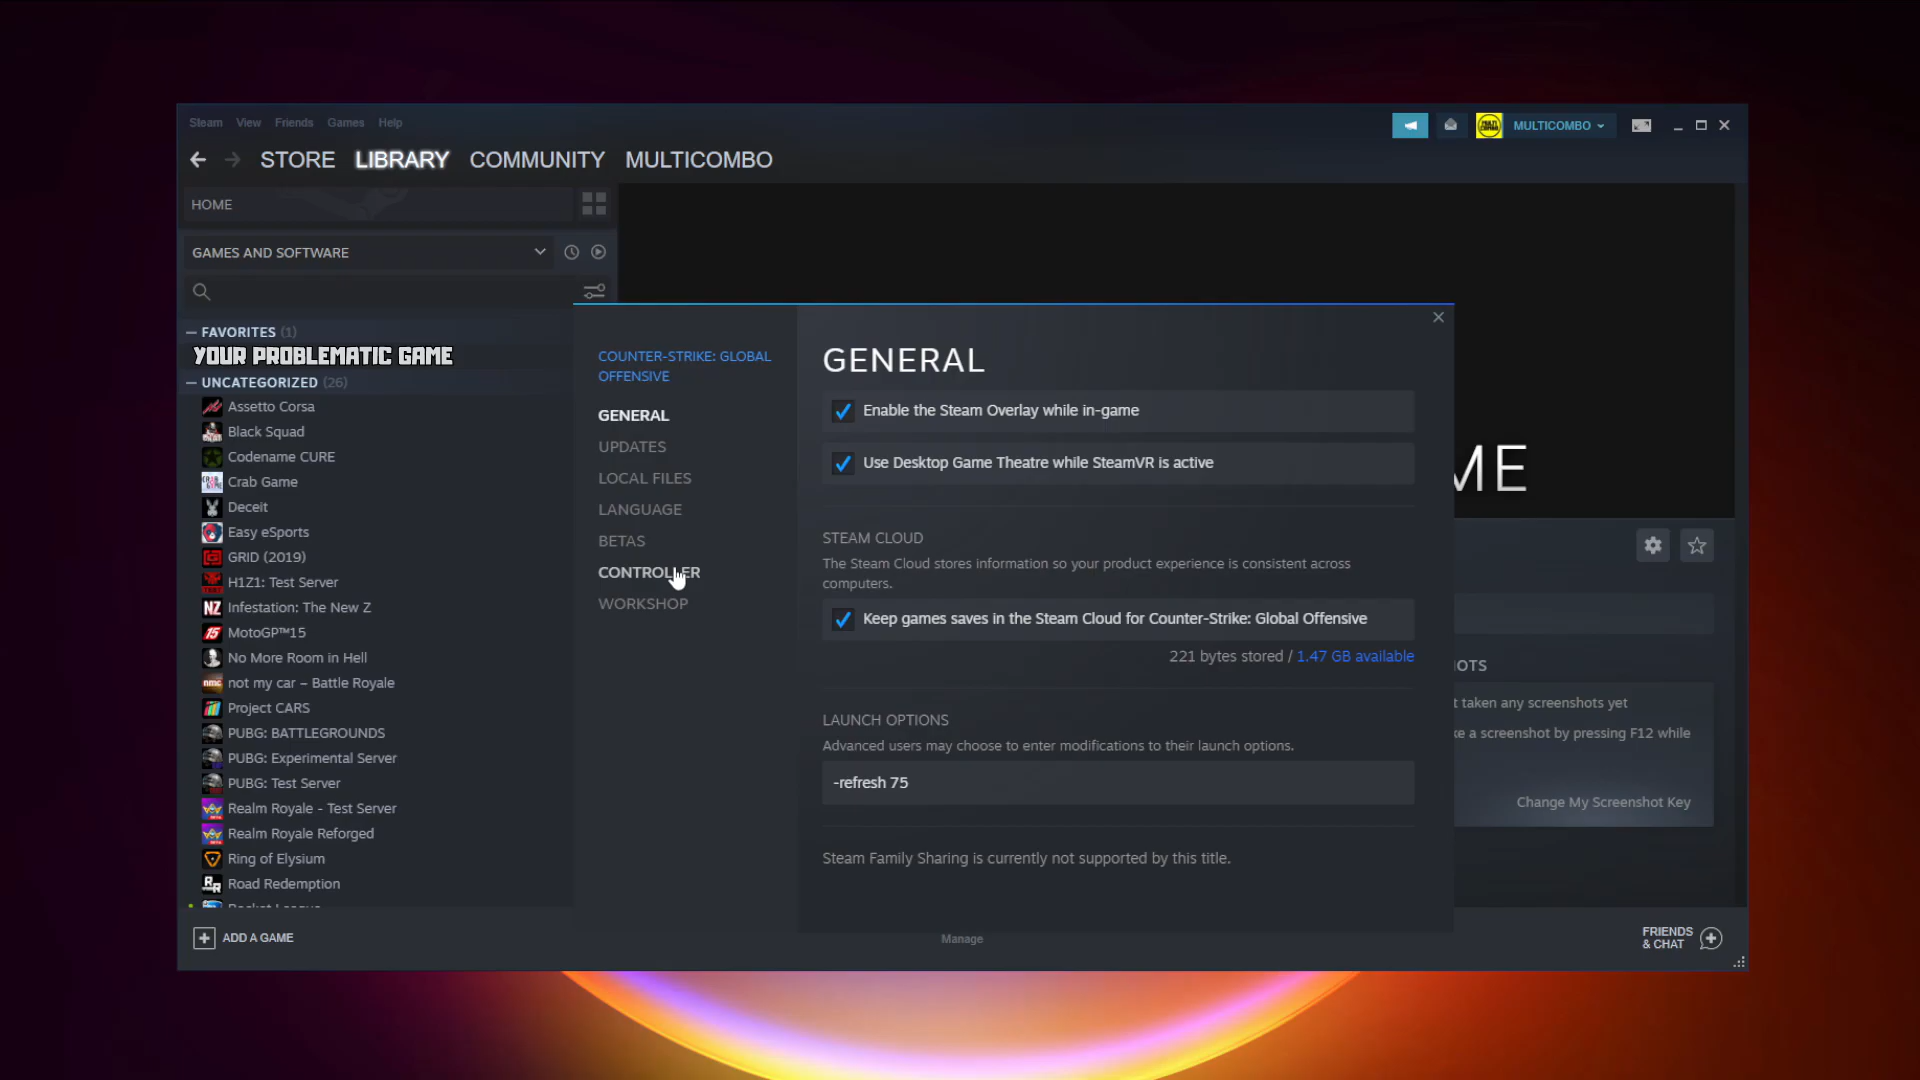 Steam View Friends Games Help
MULTICOMBO
STORE LIBRARY COMMUNITY MULTICOMBO
HOME
GAMES AND SOFTWARE
— FAVORITES (1)
YOUR PROBLEMATIC GAME
— UNCATEGORIZED (26)
Assetto Corsa
Black Squad
Codename CURE
Crab Game
Deceit
Easy eSports
GRID (2019)
H1Z1: Test Server
Infestation: The New Z
MotoGP™15
No More Room in Hell
not my car – Battle Royale
Project CARS
PUBG: BATTLEGROUNDS
PUBG: Experimental Server
PUBG: Test Server
Realm Royale - Test Server
Realm Royale Reforged
Ring of Elysium
Road Redemption
ADD A GAME
COUNTER-STRIKE: GLOBAL
OFFENSIVE
GENERAL
UPDATES
LOCAL FILES
LANGUAGE
BETAS
CONTROLLER
WORKSHOP
GENERAL
Enable the Steam Overlay while in-game
Use Desktop Game Theatre while SteamVR is active
STEAM CLOUD
The Steam Cloud stores information so your product experience is consistent across
computers.
Keep games saves in the Steam Cloud for Counter-Strike: Global Offensive
221 bytes stored / 1.47 GB available
LAUNCH OPTIONS
Advanced users may choose to enter modifications to their launch options.
-refresh 75
Steam Family Sharing is currently not supported by this title.
Manage
ME
OTS
t taken any screenshots yet
ke a screenshot by pressing F12 while
Change My Screenshot Key
FRIENDS
& CHAT